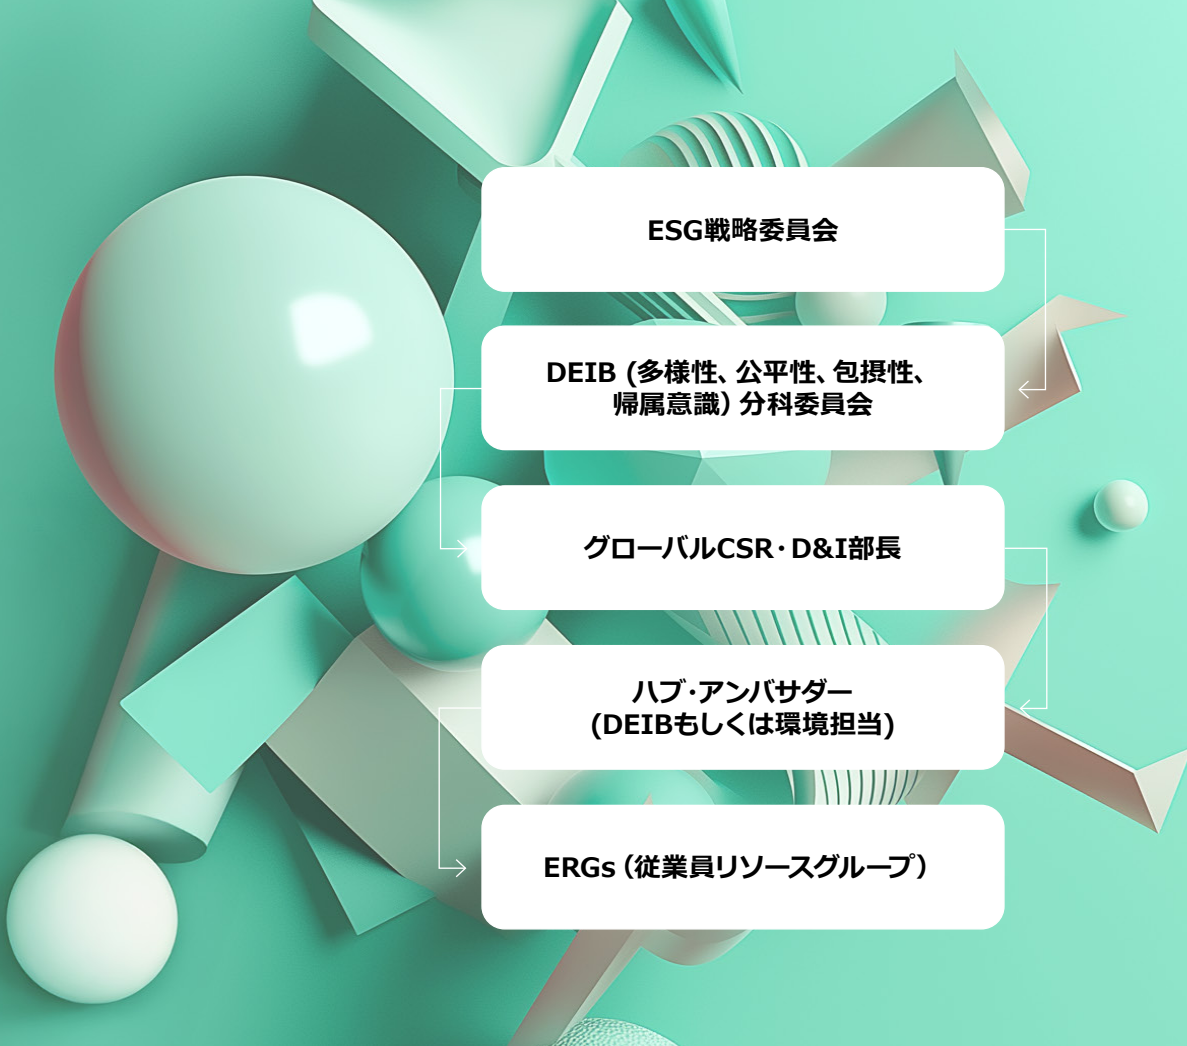 ESG戦略委員会
DEIB (多様性、公平性、包摂性、
帰属意識）分科委員会
グローバルCSR・D&I部長
ハブ・アンバサダー
(DEIBもしくは環境担当)
ERGs（従業員リソースグループ）